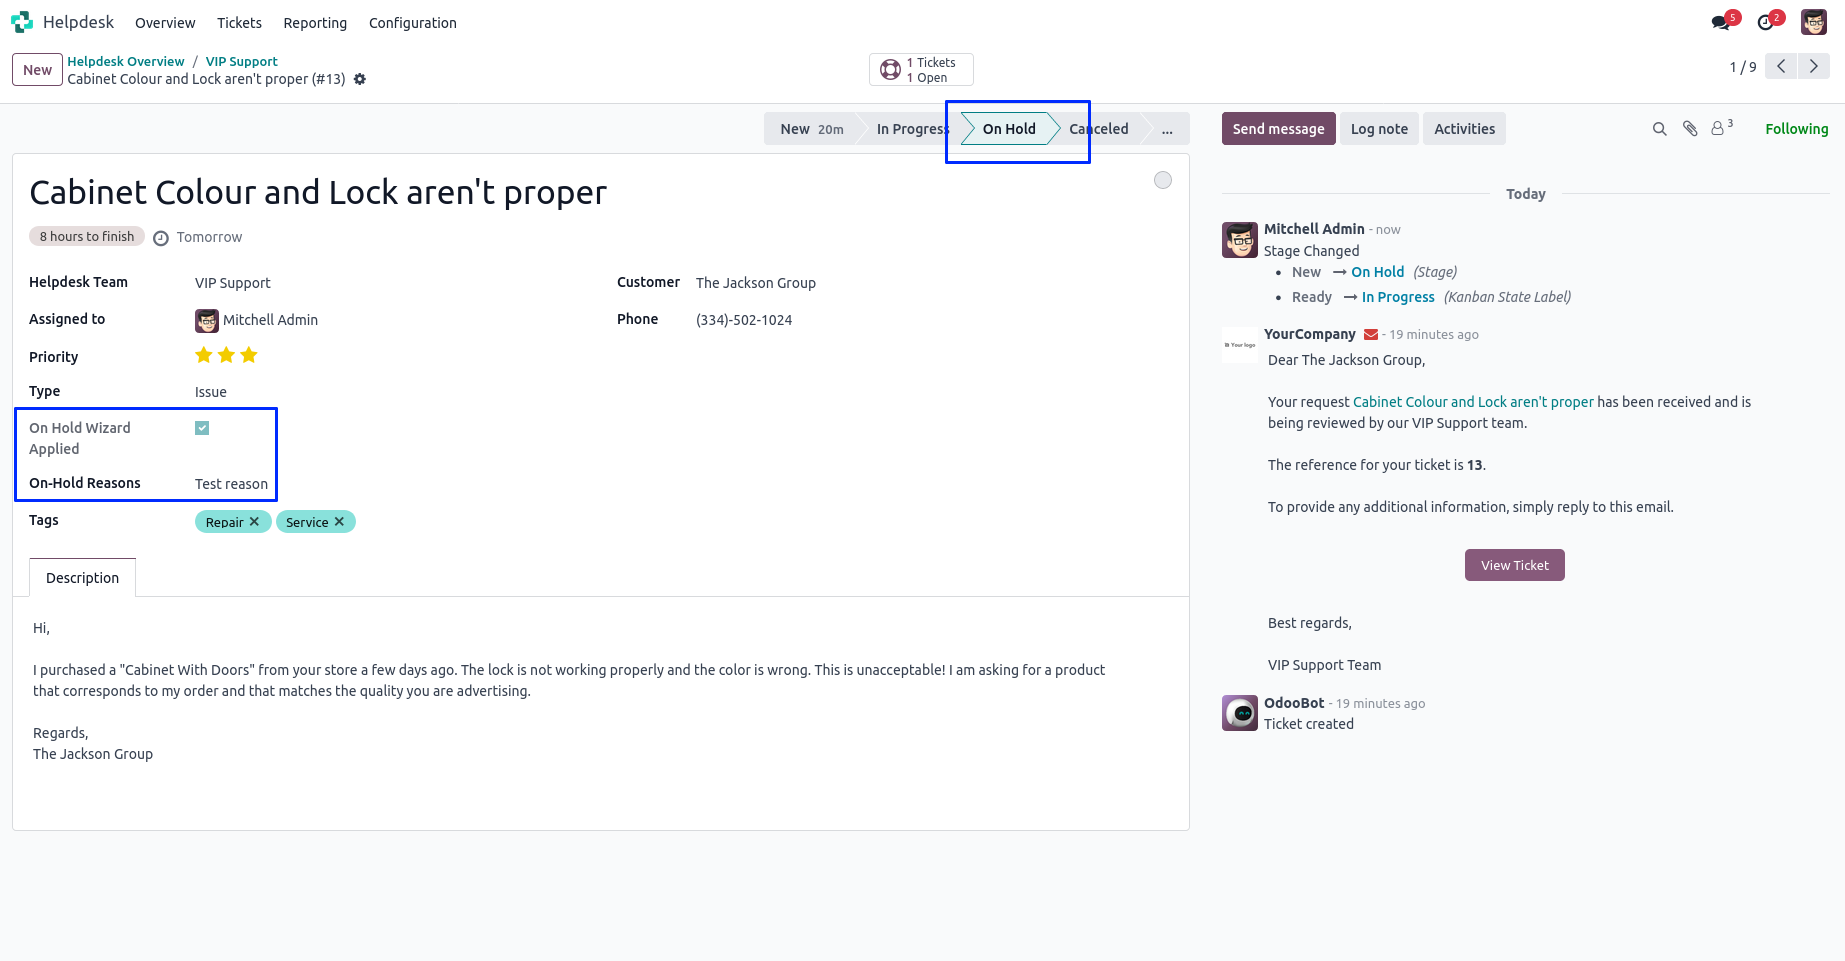 Helpdesk Overview Tickets Reporting Configuration 5 2
New Helpdesk Overview / VIP Support
Cabinet Colour and Lock aren't proper (#13)
1 Tickets
1 Open
1 / 9
New 20m In Progress On Hold Canceled ...
Send message Log note Activities 3 Following
Cabinet Colour and Lock aren't proper
8 hours to finish Tomorrow
Helpdesk Team VIP Support
Customer The Jackson Group
Assigned to Mitchell Admin
Phone (334)-502-1024
Priority
Type Issue
On Hold Wizard
Applied
On-Hold Reasons Test reason
Tags Repair ✕ Service ✕
Description
Hi,
I purchased a "Cabinet With Doors" from your store a few days ago. The lock is not working properly and the color is wrong. This is unacceptable! I am asking for a product
that corresponds to my order and that matches the quality you are advertising.
Regards,
The Jackson Group
Today
Mitchell Admin - now
Stage Changed
• New → On Hold (Stage)
• Ready → In Progress (Kanban State Label)
Your logo
YourCompany - 19 minutes ago
Dear The Jackson Group,
Your request Cabinet Colour and Lock aren't proper has been received and is
being reviewed by our VIP Support team.
The reference for your ticket is 13.
To provide any additional information, simply reply to this email.
View Ticket
Best regards,
VIP Support Team
OdooBot - 19 minutes ago
Ticket created